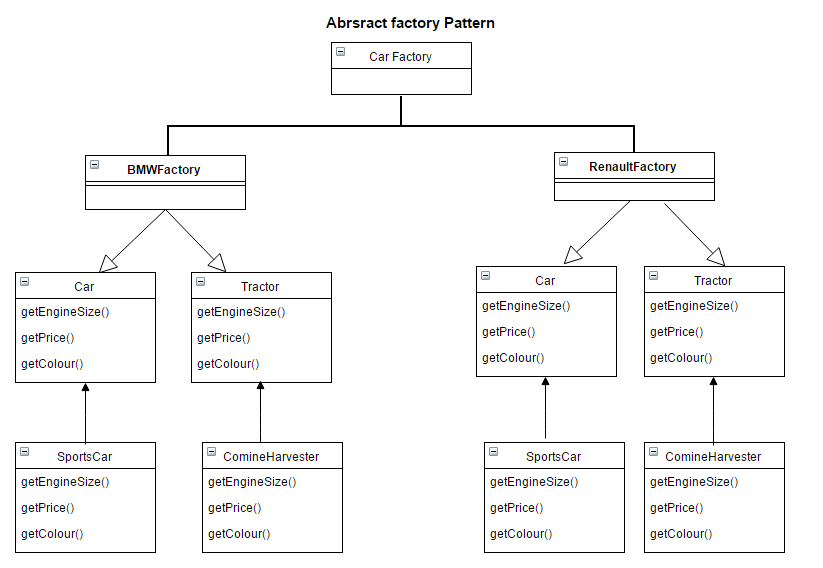 Abrsract factory Pattern
Car Factory
BMWFactory
RenaultFactory
Car
getEngineSize()
getPrice()
getColour()
Tractor
getEngineSize()
getPrice()
getColour()
Car
getEngineSize()
getPrice()
getColour()
Tractor
getEngineSize()
getPrice()
getColour()
SportsCar
getEngineSize()
getPrice()
getColour()
ComineHarvester
getEngineSize()
getPrice()
getColour()
SportsCar
getEngineSize()
getPrice()
getColour()
ComineHarvester
getEngineSize()
getPrice()
getColour()